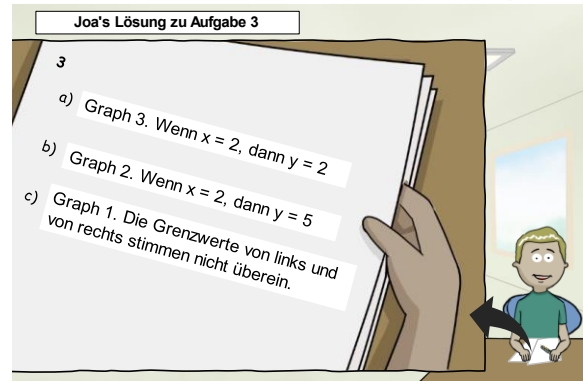 Joa's Lösung zu Aufgabe 3
3
a) Graph 3. Wenn x = 2, dann y = 2
b) Graph 2. Wenn x = 2, dann y = 5
c) Graph 1. Die Grenzwerte von links und
von rechts stimmen nicht überein.